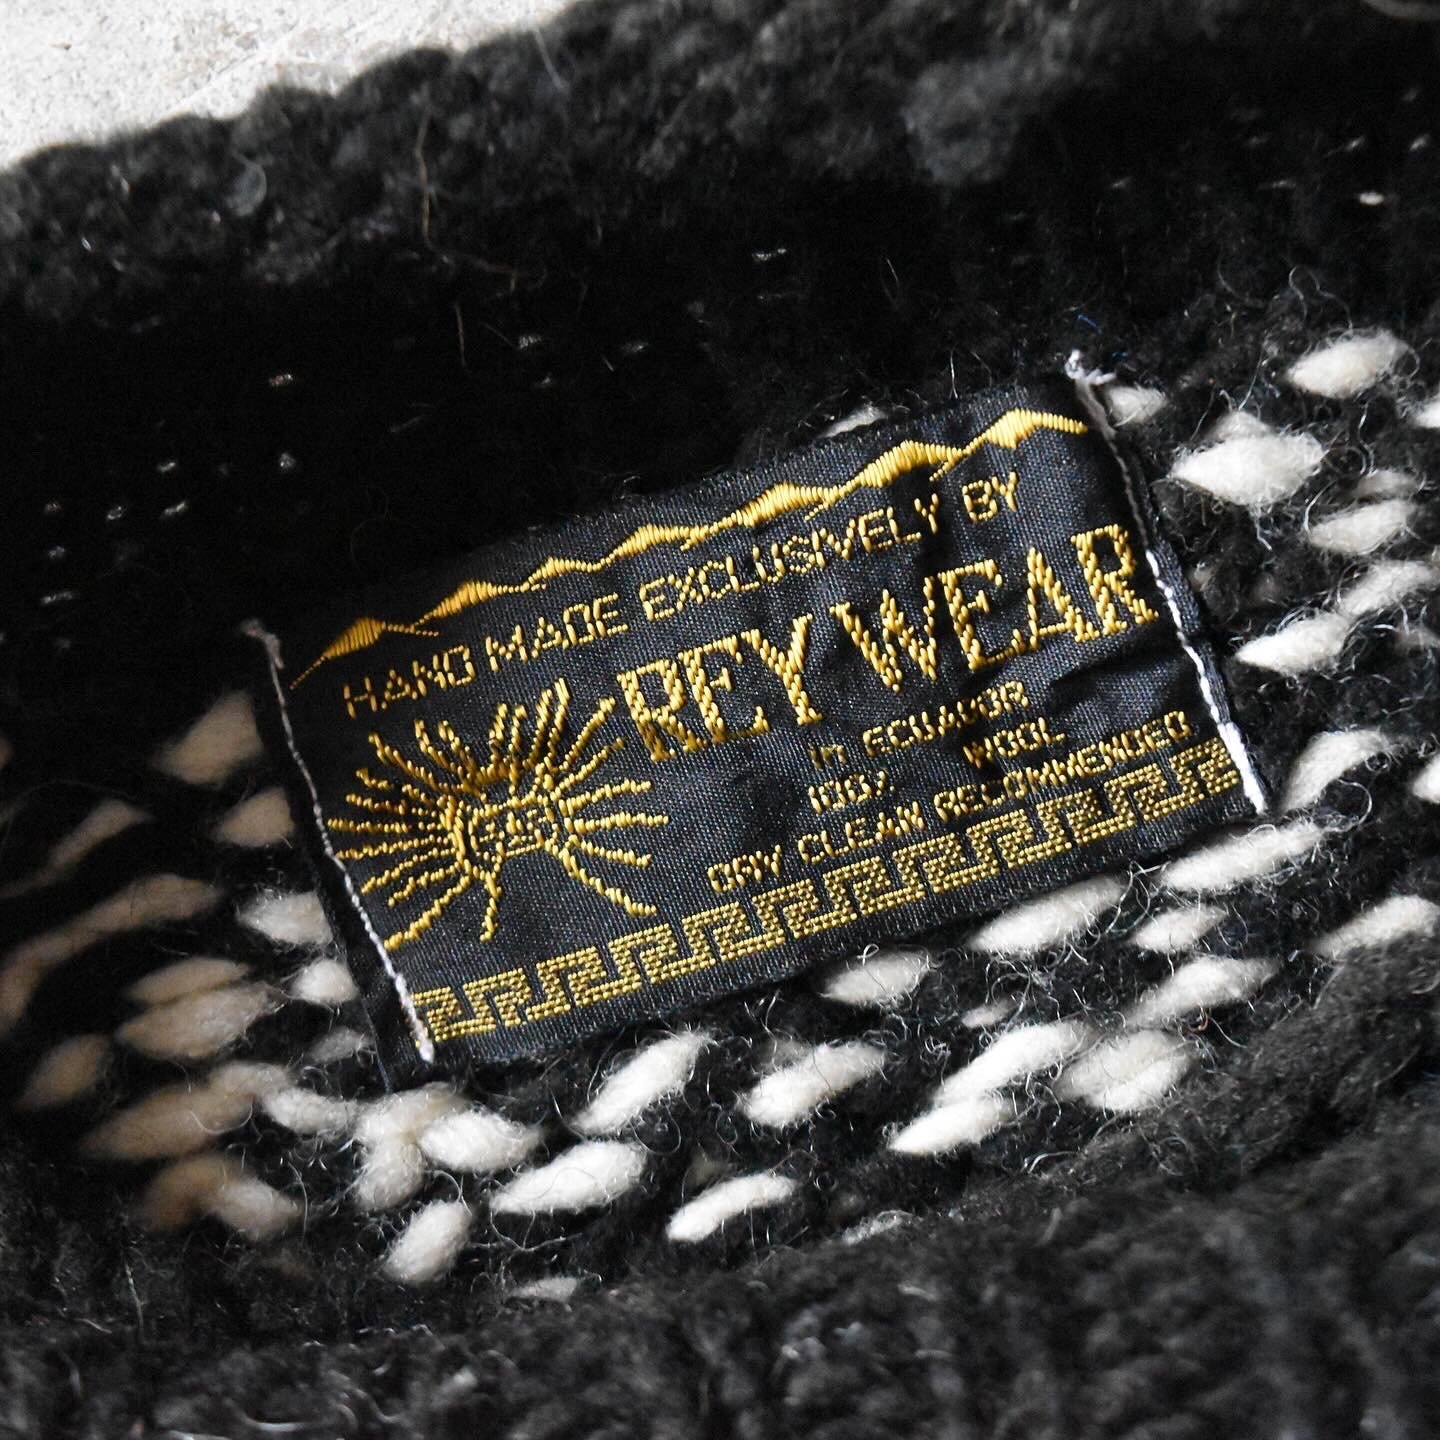 HAND MADE EXCLUSIVELY BY
REY WEAR
in ECUADOR
100% WOOL
DRY CLEAN RECOMMENDED